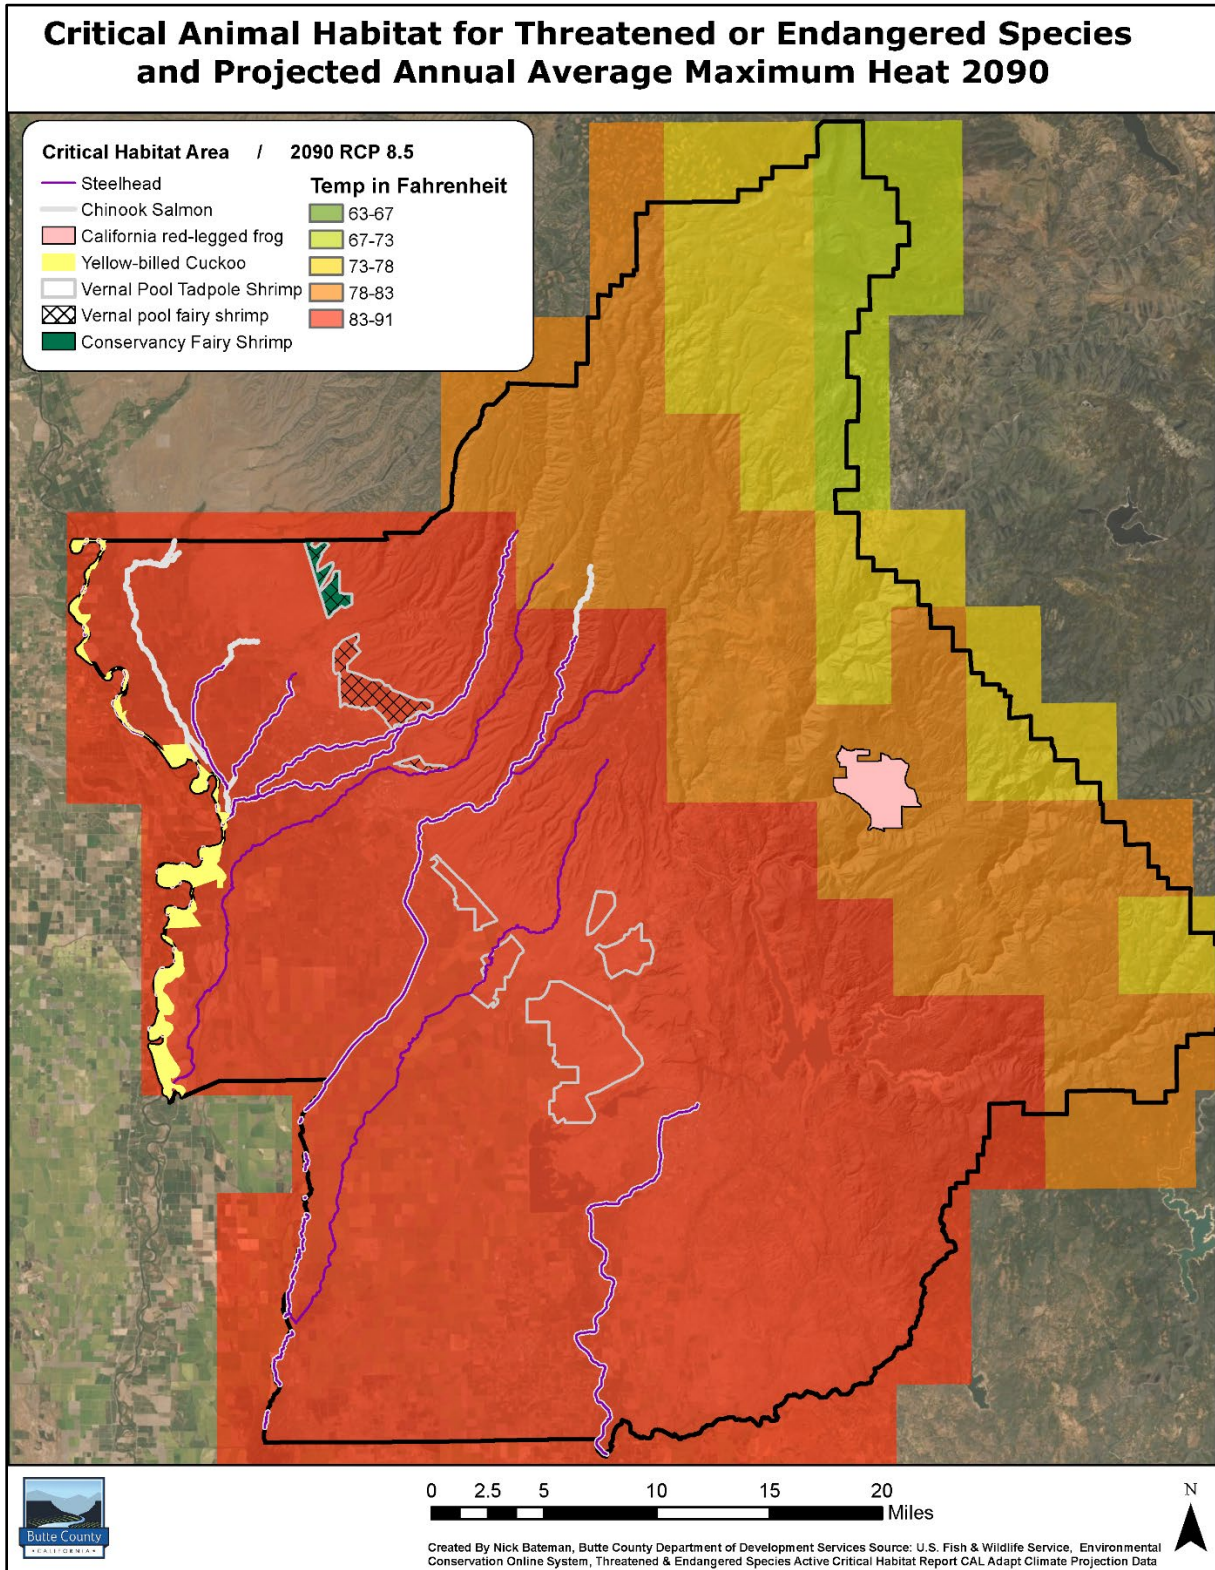 Critical Animal Habitat for Threatened or Endangered Species
and Projected Annual Average Maximum Heat 2090
Critical Habitat Area / 2090 RCP 8.5
Steelhead
Chinook Salmon
California red-legged frog
Yellow-billed Cuckoo
Vernal Pool Tadpole Shrimp
Vernal pool fairy shrimp
Conservancy Fairy Shrimp
Temp in Fahrenheit
63-67
67-73
73-78
78-83
83-91
Butte County
•CALIFORNIA•
0 2.5 5 10 15 20
Miles
N
Created By Nick Bateman, Butte County Department of Development Services Source: U.S. Fish & Wildlife Service, Environmental
Conservation Online System, Threatened & Endangered Species Active Critical Habitat Report CAL Adapt Climate Projection Data